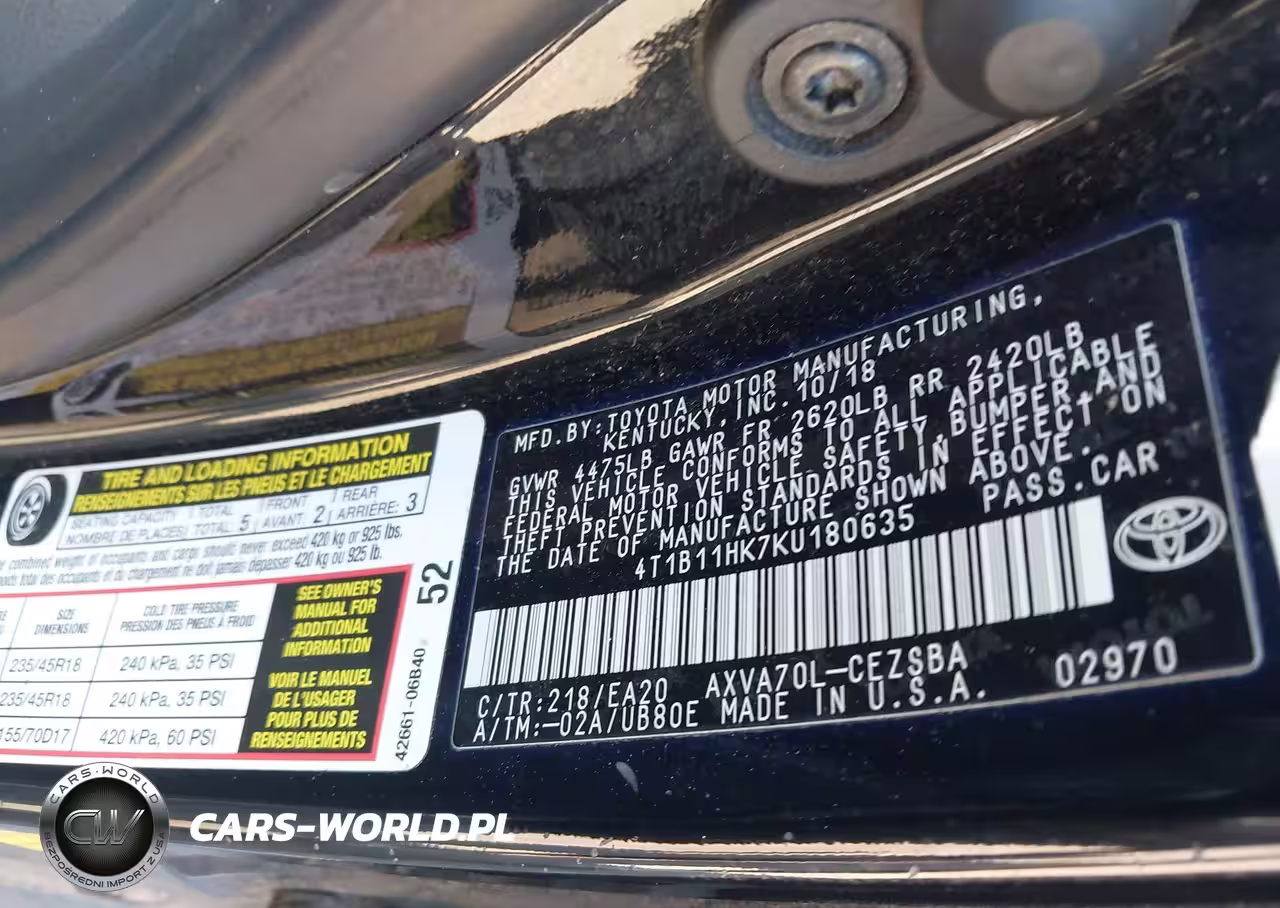 TIRE AND LOADING INFORMATION
RENSEIGNEMENTS SUR LES PNEUS ET LE CHARGEMENT
SEATING CAPACITY TOTAL FRONT REAR
NOMBRE DE PLACES TOTAL: 5 AVANT: 2 ARRIÈRE: 3
combined weight of occupants and cargo should never exceed 420 kg or 925 lbs.
total des occupants et du chargement ne doit jamais dépasser 420 kg ou 925 lb.
SIZE COLD TIRE PRESSURE
DIMENSIONS PRESSION DES PNEUS À FROID
235/45R18 240 kPa, 35 PSI
235/45R18 240 kPa, 35 PSI
155/70D17 420 kPa, 60 PSI
SEE OWNER'S
MANUAL FOR
ADDITIONAL
INFORMATION
VOIR LE MANUEL
DE L'USAGER
POUR PLUS DE
RENSEIGNEMENTS
52
42661-06B40
MFD.BY:TOYOTA MOTOR MANUFACTURING,
KENTUCKY,INC.10/18
GVWR 4475LB GAWR FR 2620LB RR 2420LB
THIS VEHICLE CONFORMS TO ALL APPLICABLE
FEDERAL MOTOR VEHICLE SAFETY,BUMPER,AND
THEFT PREVENTION STANDARDS IN EFFECT ON
THE DATE OF MANUFACTURE SHOWN ABOVE.
4T1B11HK7KU180635 PASS.CAR
C/TR:218/EA20 AXVA70L-CEZSBA
A/TM:-02A/UB80E MADE IN U.S.A. 02970
CARS-WORLD
CW
BEZPOŚREDNI IMPORT Z USA
CARS-WORLD.PL